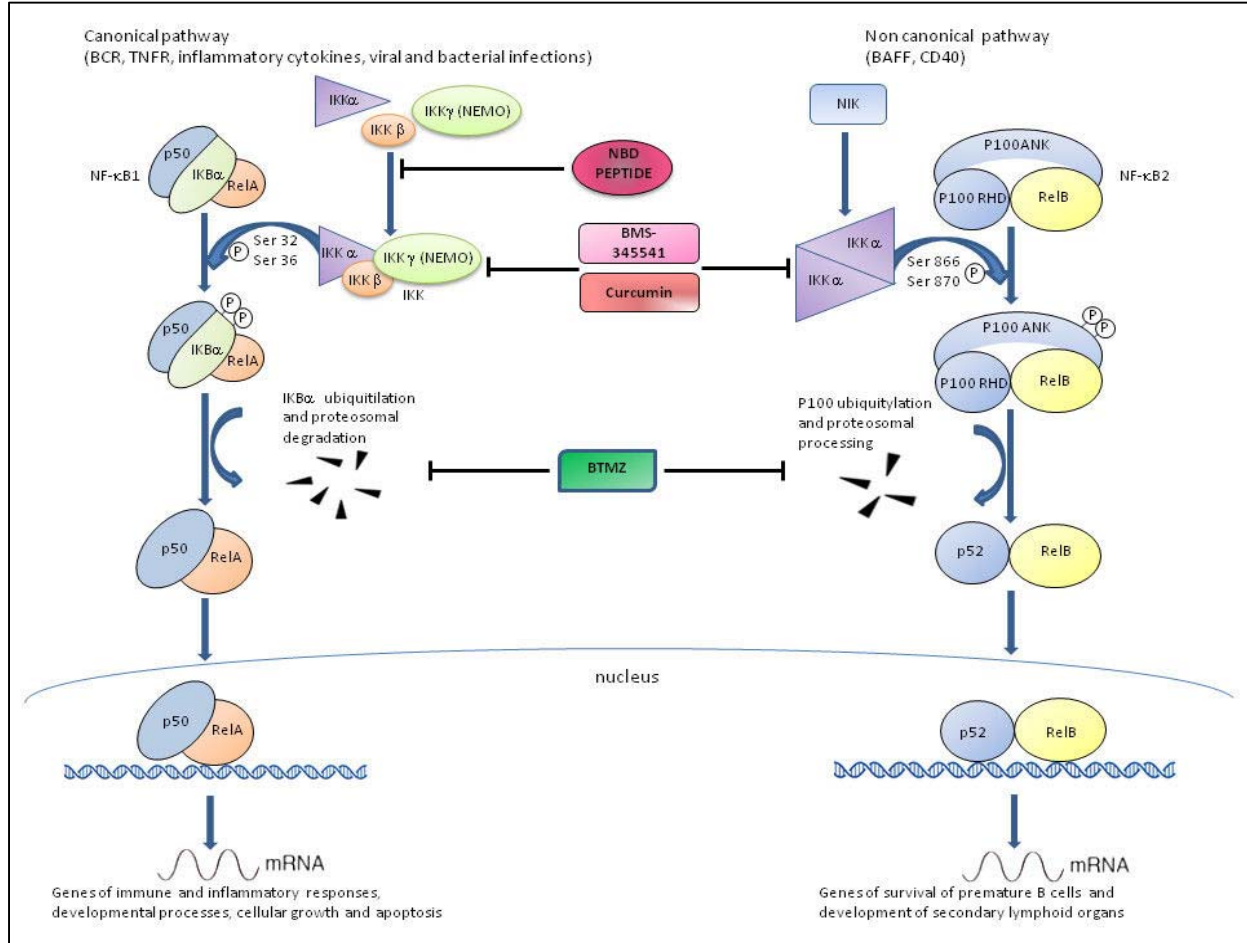 Canonical pathway
(BCR, TNFR, inflammatory cytokines, viral and bacterial infections)
Non canonical pathway
(BAFF, CD40)
IKKα
IKKγ (NEMO)
IKK β
NIK
p50
IKBα
RelA
NF-κB1
NBD
PEPTIDE
P100ANK
P100 RHD
RelB
NF-κB2
P
Ser 32
Ser 36
IKK α
IKKγ (NEMO)
IKK β
IKK
BMS-
345541
Curcumin
IKK α
IKKα
Ser 866
Ser 870
P
P
P
p50
IKBα
RelA
P100 ANK
P
P
P100 RHD
RelB
IKBα ubiquitilation
and proteosomal
degradation
P100 ubiquitylation
and proteosomal
processing
BTMZ
p50
RelA
p52
RelB
nucleus
p50
RelA
p52
RelB
mRNA
Genes of immune and inflammatory responses,
developmental processes, cellular growth and apoptosis
mRNA
Genes of survival of premature B cells and
development of secondary lymphoid organs